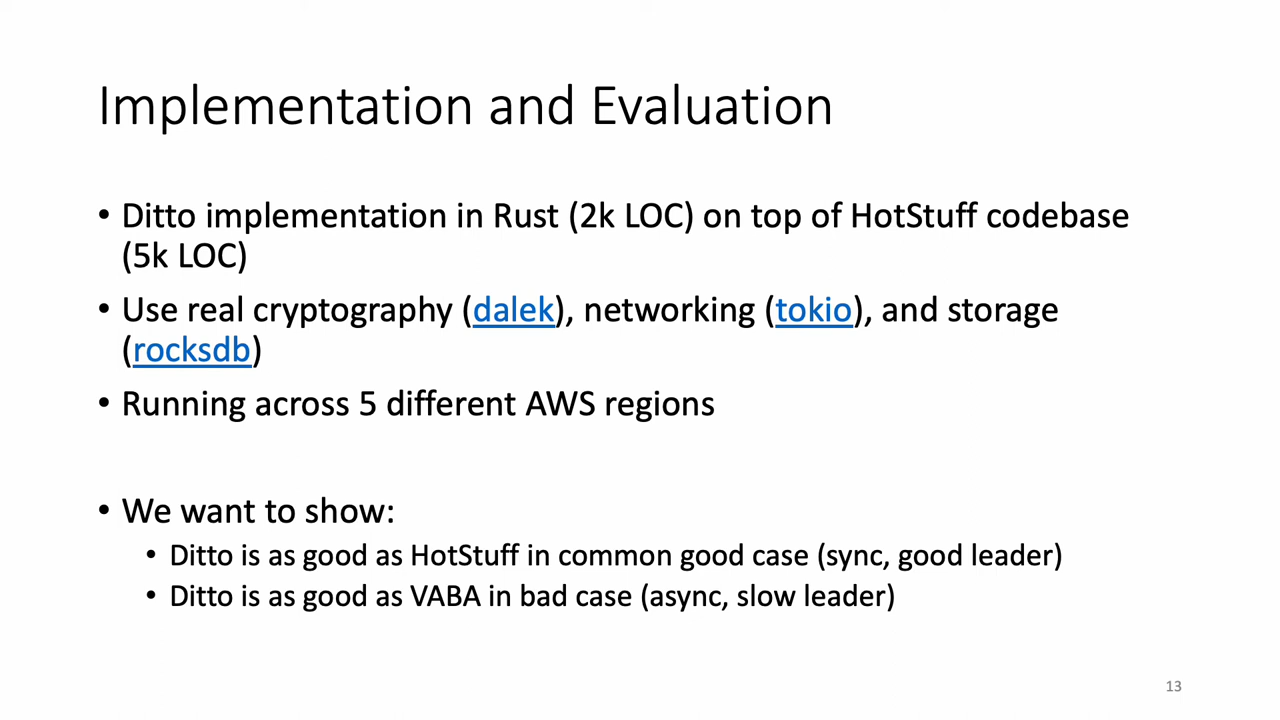 Implementation and Evaluation
• Ditto implementation in Rust (2k LOC) on top of HotStuff codebase
(5k LOC)
• Use real cryptography (dalek), networking (tokio), and storage
(rocksdb)
• Running across 5 different AWS regions
• We want to show:
• Ditto is as good as HotStuff in common good case (sync, good leader)
• Ditto is as good as VABA in bad case (async, slow leader)
13